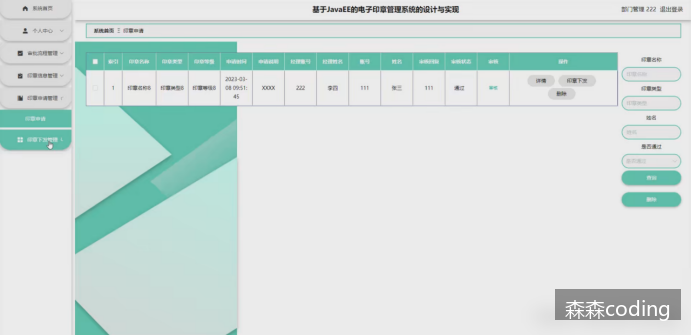 基于JavaEE的电子印章管理系统的设计与实现
部门管理 222 退出登录
系统首页
个人中心
审批流程管理
印章信息管理
印章申请管理
印章申请
印章下发管理
系统首页 印章申请
索引 印章名称 印章类型 印章等级 申请时间 申请说明 经理账号 经理姓名 账号 姓名 审核回复 审核状态 审核 操作
1 印章名称8 印章类型8 印章等级8 2023-03-08 09:51:45 XXXX 222 李四 111 张三 111 通过 审核 详情 印章下发
删除
印章名称
印章名称
印章类型
印章类型
姓名
姓名
是否通过
是否通过
查询
删除
森森coding